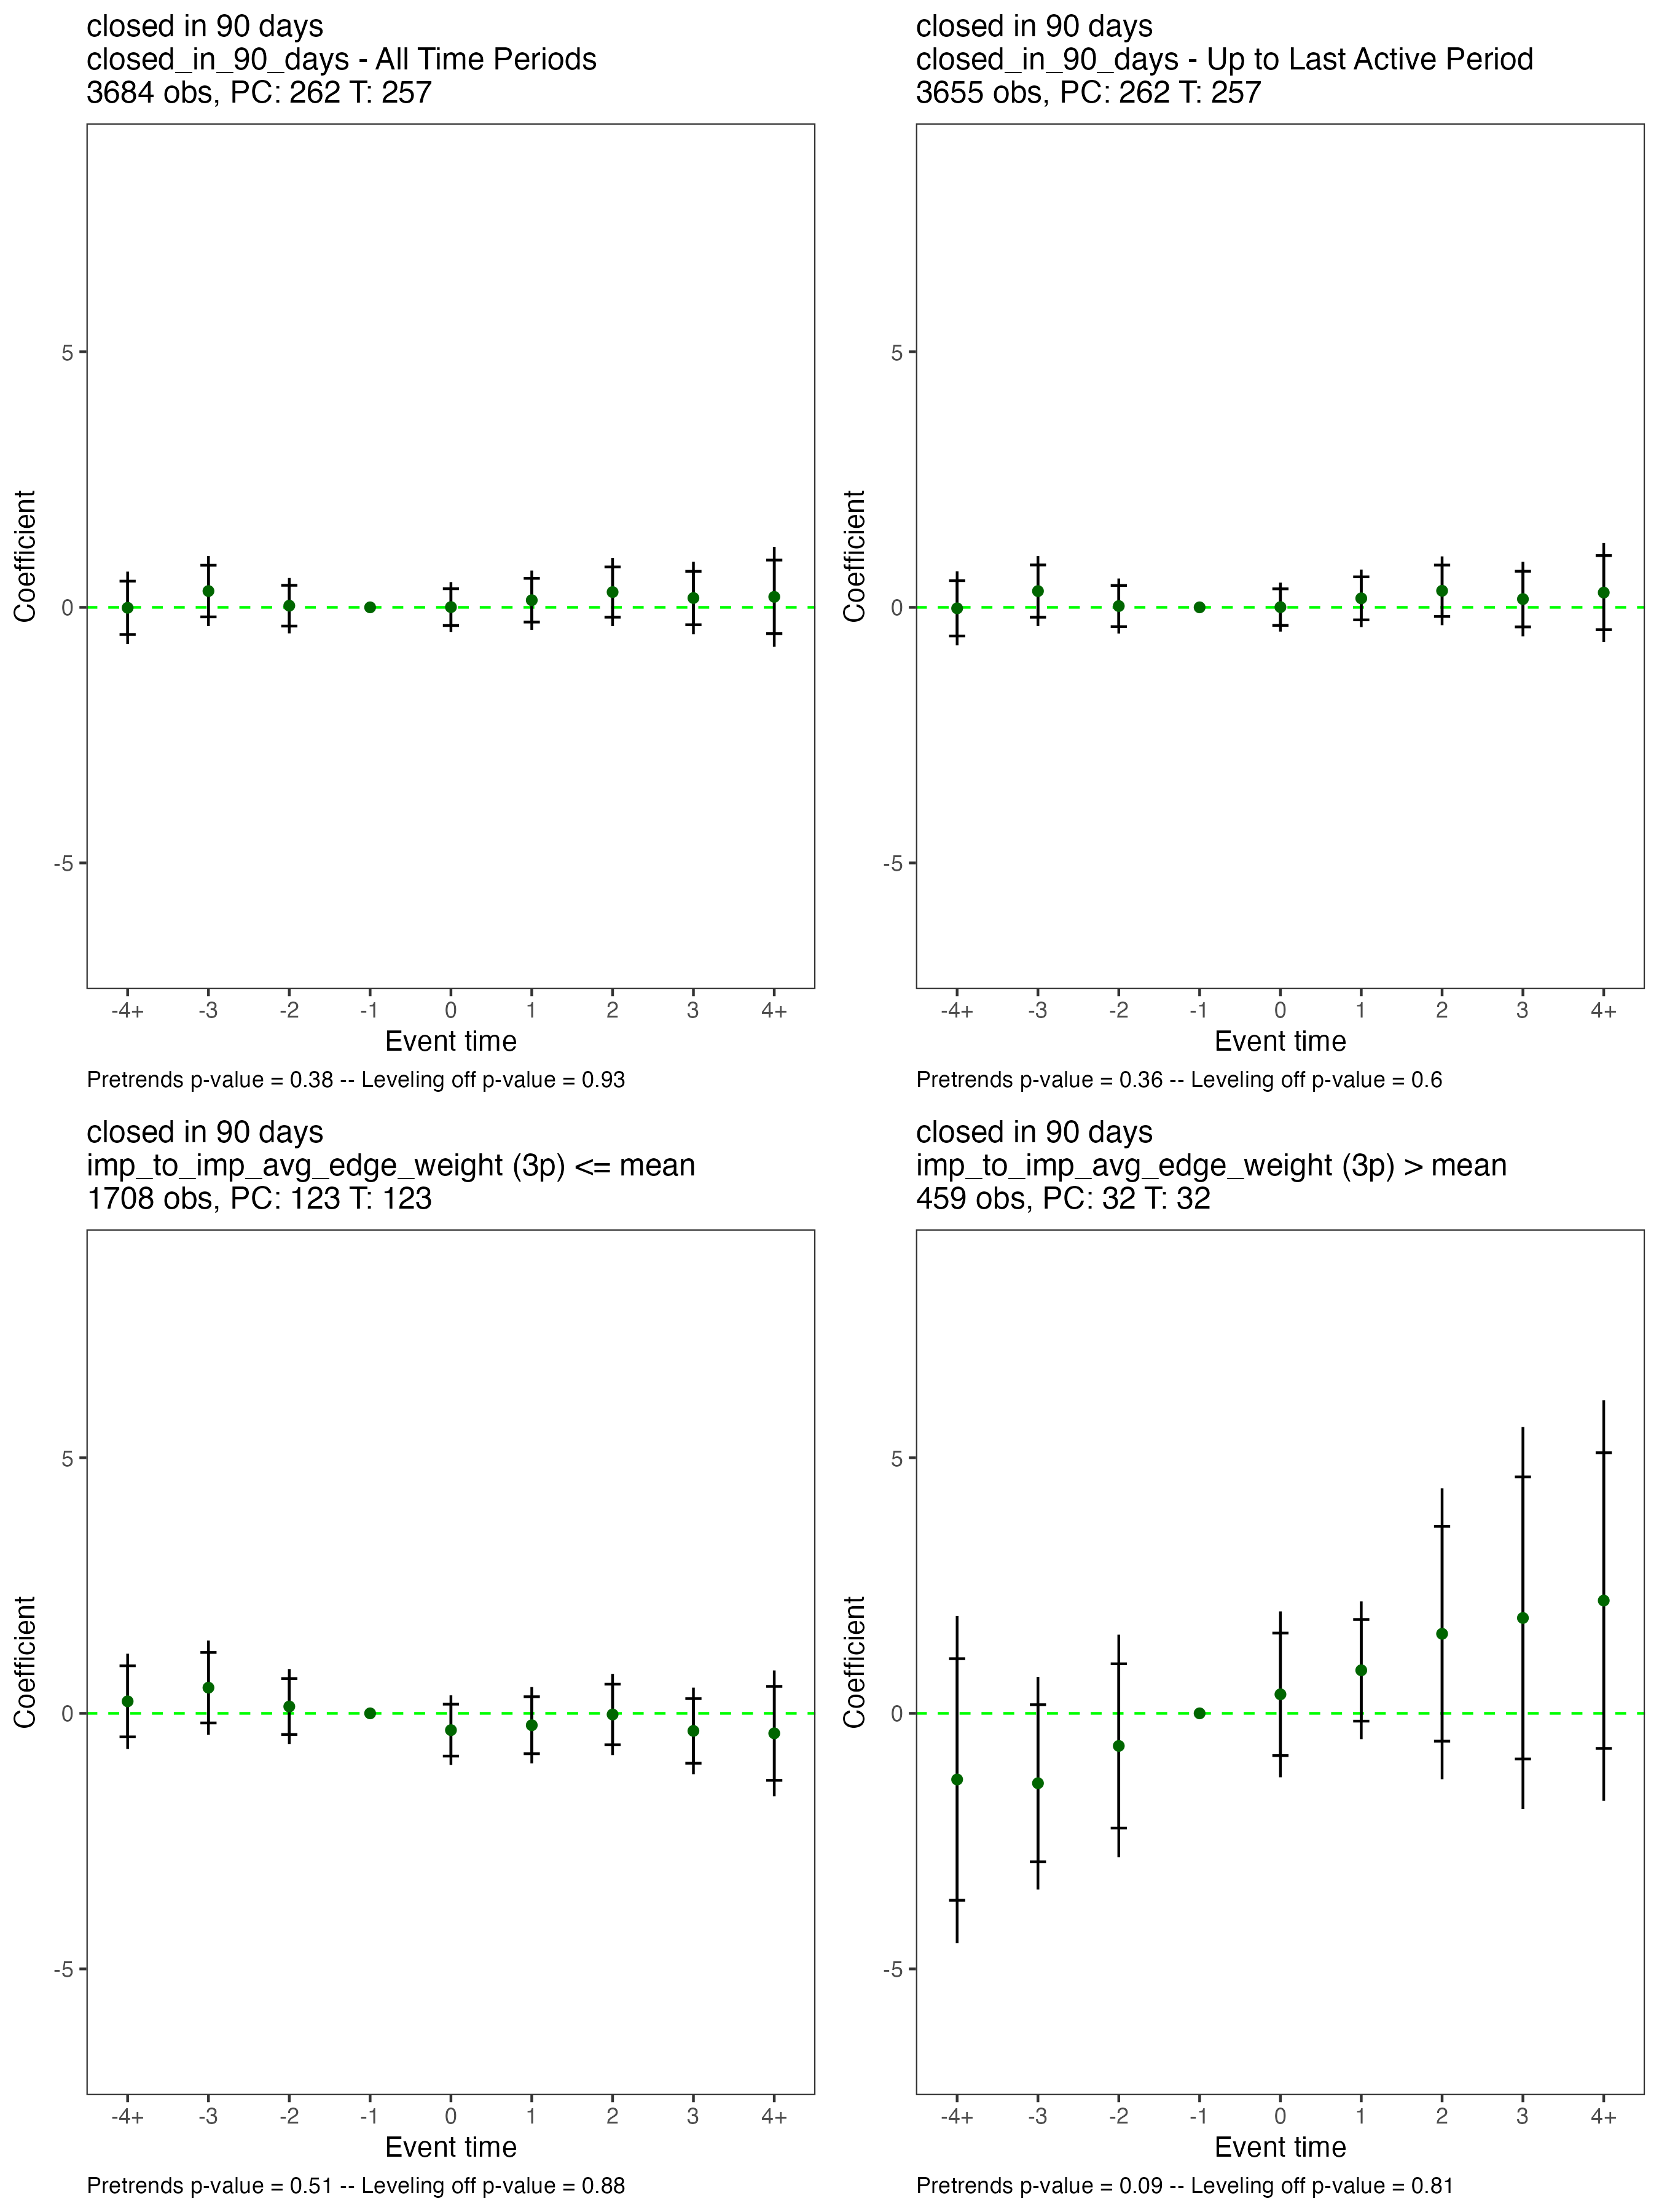 closed in 90 days
closed_in_90_days - All Time Periods
3684 obs, PC: 262 T: 257
Coefficient
5
0
-5
-4+ -3 -2 -1 0 1 2 3 4+
Event time
Pretrends p-value = 0.38 -- Leveling off p-value = 0.93
closed in 90 days
closed_in_90_days - Up to Last Active Period
3655 obs, PC: 262 T: 257
Coefficient
5
0
-5
-4+ -3 -2 -1 0 1 2 3 4+
Event time
Pretrends p-value = 0.36 -- Leveling off p-value = 0.6
closed in 90 days
imp_to_imp_avg_edge_weight (3p) <= mean
1708 obs, PC: 123 T: 123
Coefficient
5
0
-5
-4+ -3 -2 -1 0 1 2 3 4+
Event time
Pretrends p-value = 0.51 -- Leveling off p-value = 0.88
closed in 90 days
imp_to_imp_avg_edge_weight (3p) > mean
459 obs, PC: 32 T: 32
Coefficient
5
0
-5
-4+ -3 -2 -1 0 1 2 3 4+
Event time
Pretrends p-value = 0.09 -- Leveling off p-value = 0.81